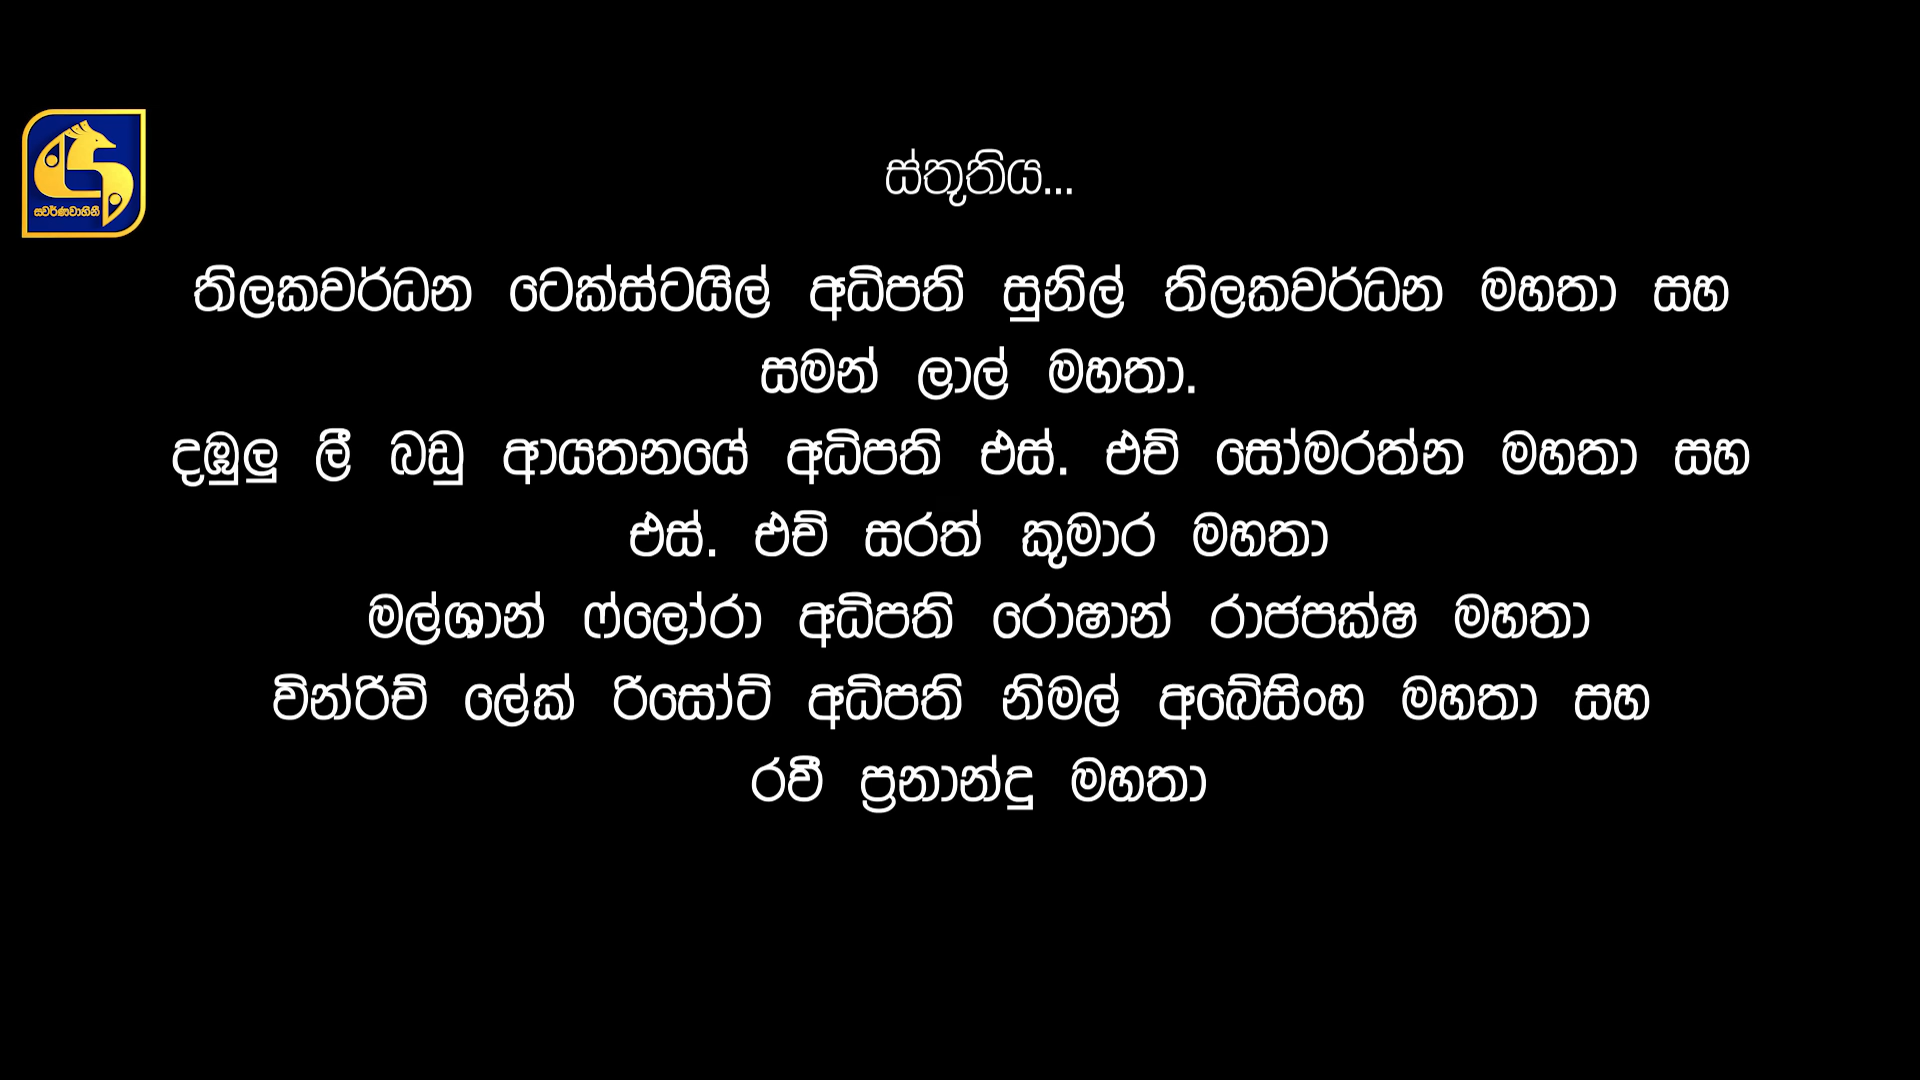 ස්වර්ණවාහිනී
ස්තූතිය...
තිලකවර්ධන ටෙක්ස්ටයිල් අධිපති සුනිල් තිලකවර්ධන මහතා සහ
සමන් ලාල් මහතා.
දඹුලු ලී බඩු ආයතනයේ අධිපති එස්. එච් සෝමරත්න මහතා සහ
එස්. එච් සරත් කුමාර මහතා
මල්ශාන් ෆ්ලෝරා අධිපති රොෂාන් රාජපක්ෂ මහතා
වින්රිච් ලේක් රිසෝට් අධිපති නිමල් අබේසිංහ මහතා සහ
රවී ප්‍රනාන්දු මහතා